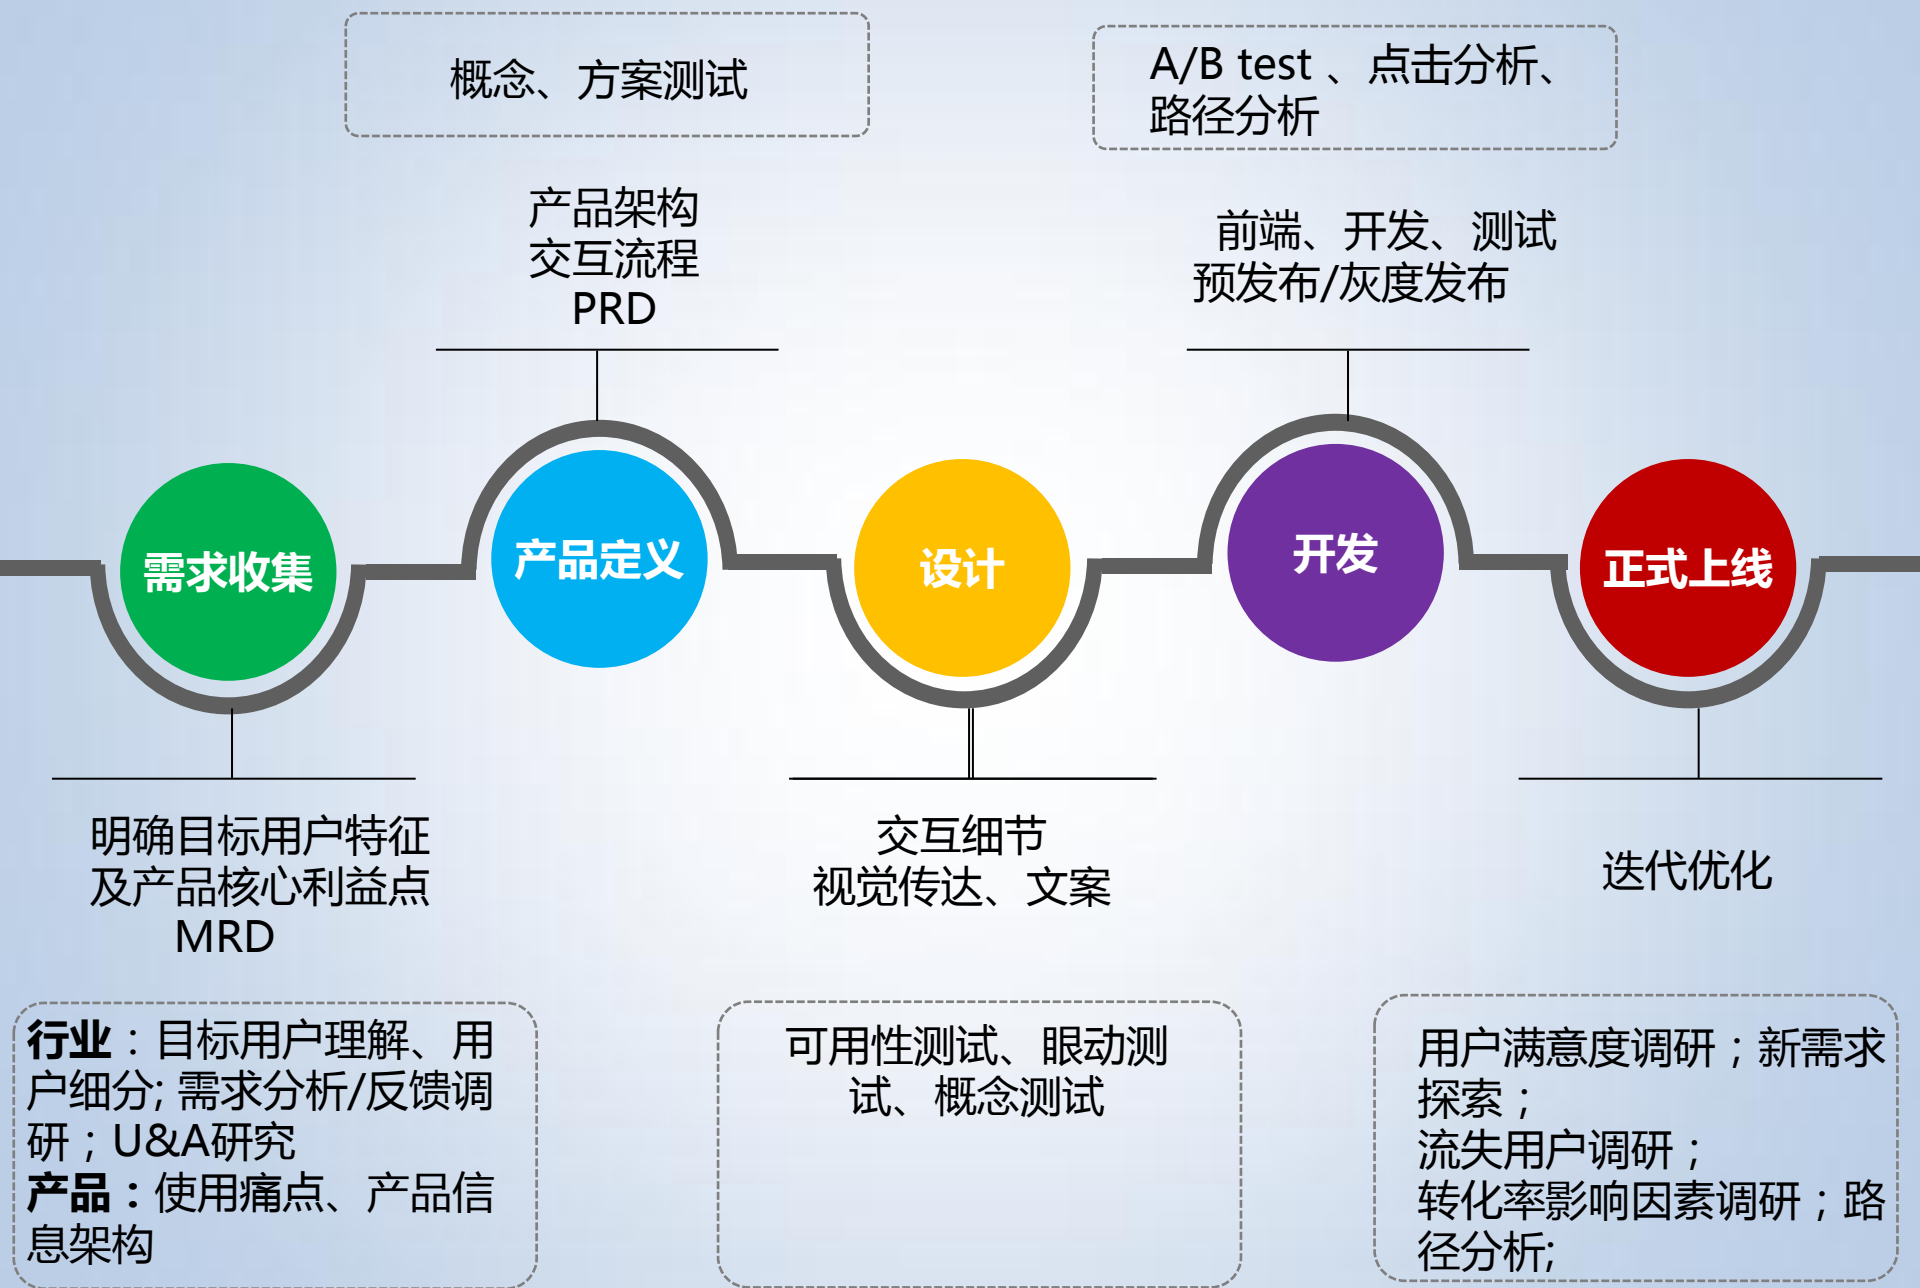 概念、方案测试
A/B test 、点击分析、
路径分析
产品架构
交互流程
PRD
前端、开发、测试
预发布/灰度发布
需求收集
产品定义
设计
开发
正式上线
明确目标用户特征
及产品核心利益点
MRD
交互细节
视觉传达、文案
迭代优化
行业：目标用户理解、用
户细分; 需求分析/反馈调
研；U&A研究
产品：使用痛点、产品信
息架构
可用性测试、眼动测
试、概念测试
用户满意度调研；新需求
探索；
流失用户调研；
转化率影响因素调研；路
径分析;